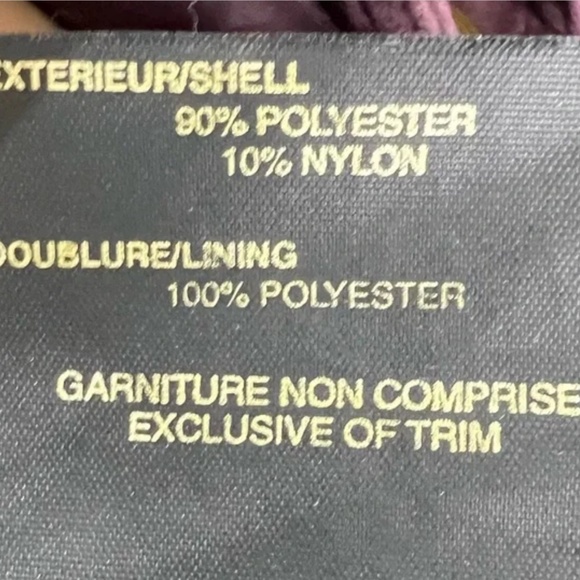 EXTERIEUR/SHELL
90% POLYESTER
10% NYLON
DOUBLURE/LINING
100% POLYESTER
GARNITURE NON COMPRISE
EXCLUSIVE OF TRIM